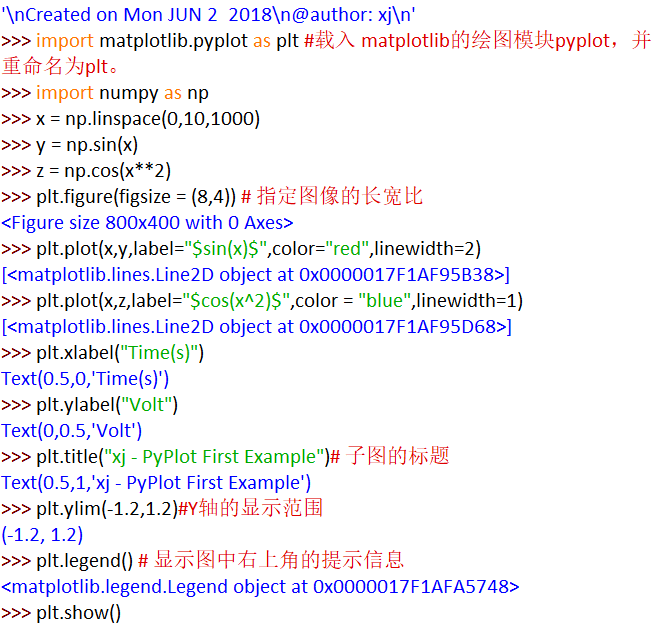 '\nCreated on Mon JUN 2  2018\n@author: xj\n'
>>> import matplotlib.pyplot as plt #载入 matplotlib的绘图模块pyplot，并
重命名为plt。
>>> import numpy as np
>>> x = np.linspace(0,10,1000)
>>> y = np.sin(x)
>>> z = np.cos(x**2)
>>> plt.figure(figsize = (8,4)) # 指定图像的长宽比
<Figure size 800x400 with 0 Axes>
>>> plt.plot(x,y,label="$sin(x)$",color="red",linewidth=2)
[<matplotlib.lines.Line2D object at 0x0000017F1AF95B38>]
>>> plt.plot(x,z,label="$cos(x^2)$",color = "blue",linewidth=1)
[<matplotlib.lines.Line2D object at 0x0000017F1AF95D68>]
>>> plt.xlabel("Time(s)")
Text(0.5,0,'Time(s)')
>>> plt.ylabel("Volt")
Text(0,0.5,'Volt')
>>> plt.title("xj - PyPlot First Example")# 子图的标题
Text(0.5,1,'xj - PyPlot First Example')
>>> plt.ylim(-1.2,1.2)#Y轴的显示范围
(-1.2, 1.2)
>>> plt.legend() # 显示图中右上角的提示信息
<matplotlib.legend.Legend object at 0x0000017F1AFA5748>
>>> plt.show()